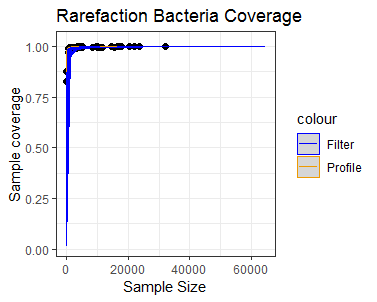 Rarefaction Bacteria Coverage
1.00
0.75
0.50
0.25
0.00
Sample coverage
0
20000
40000
60000
Sample Size
colour
Filter
Profile